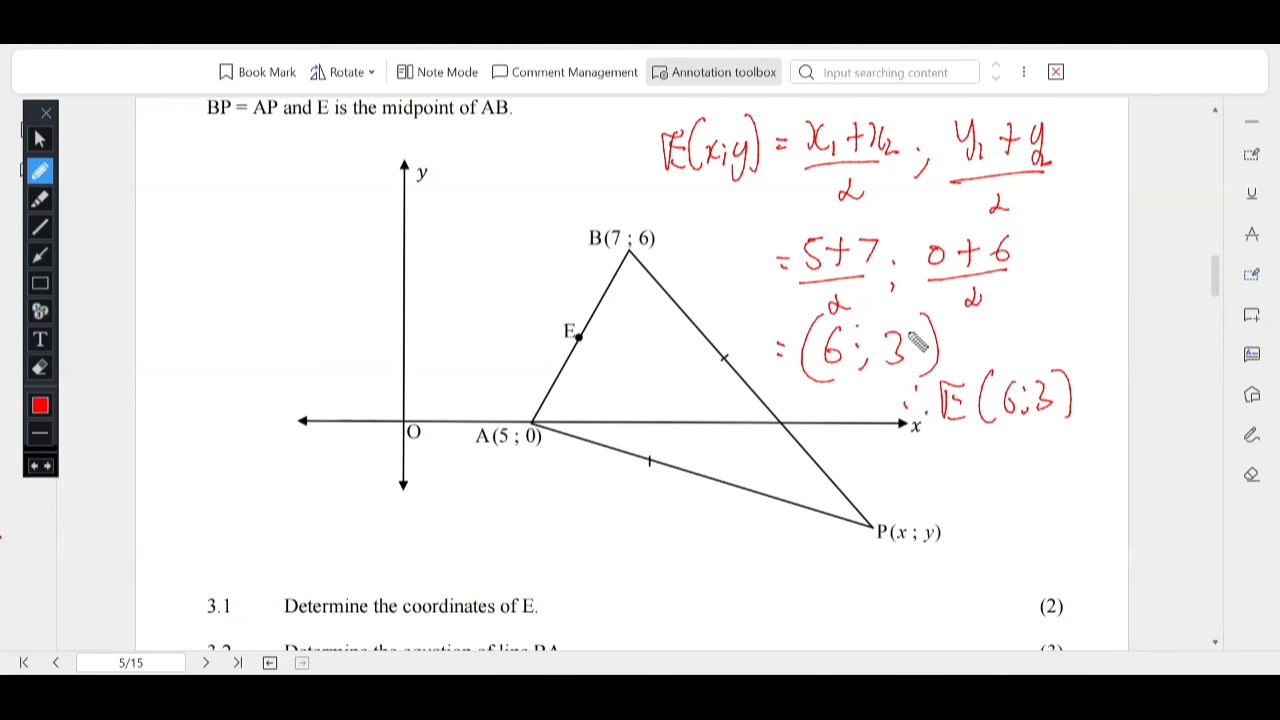 Book Mark Rotate Note Mode Comment Management Annotation toolbox Input searching content
BP = AP and E is the midpoint of AB.
E(x;y) = x₁+x₂/2 ; y₁+y₂/2
y
B(7 ; 6)
= 5+7/2 ; 0+6/2
E
= (6 ; 3)
∴ E(6;3)
O
A(5 ; 0)
x
P(x ; y)
3.1 Determine the coordinates of E. (2)
5/15